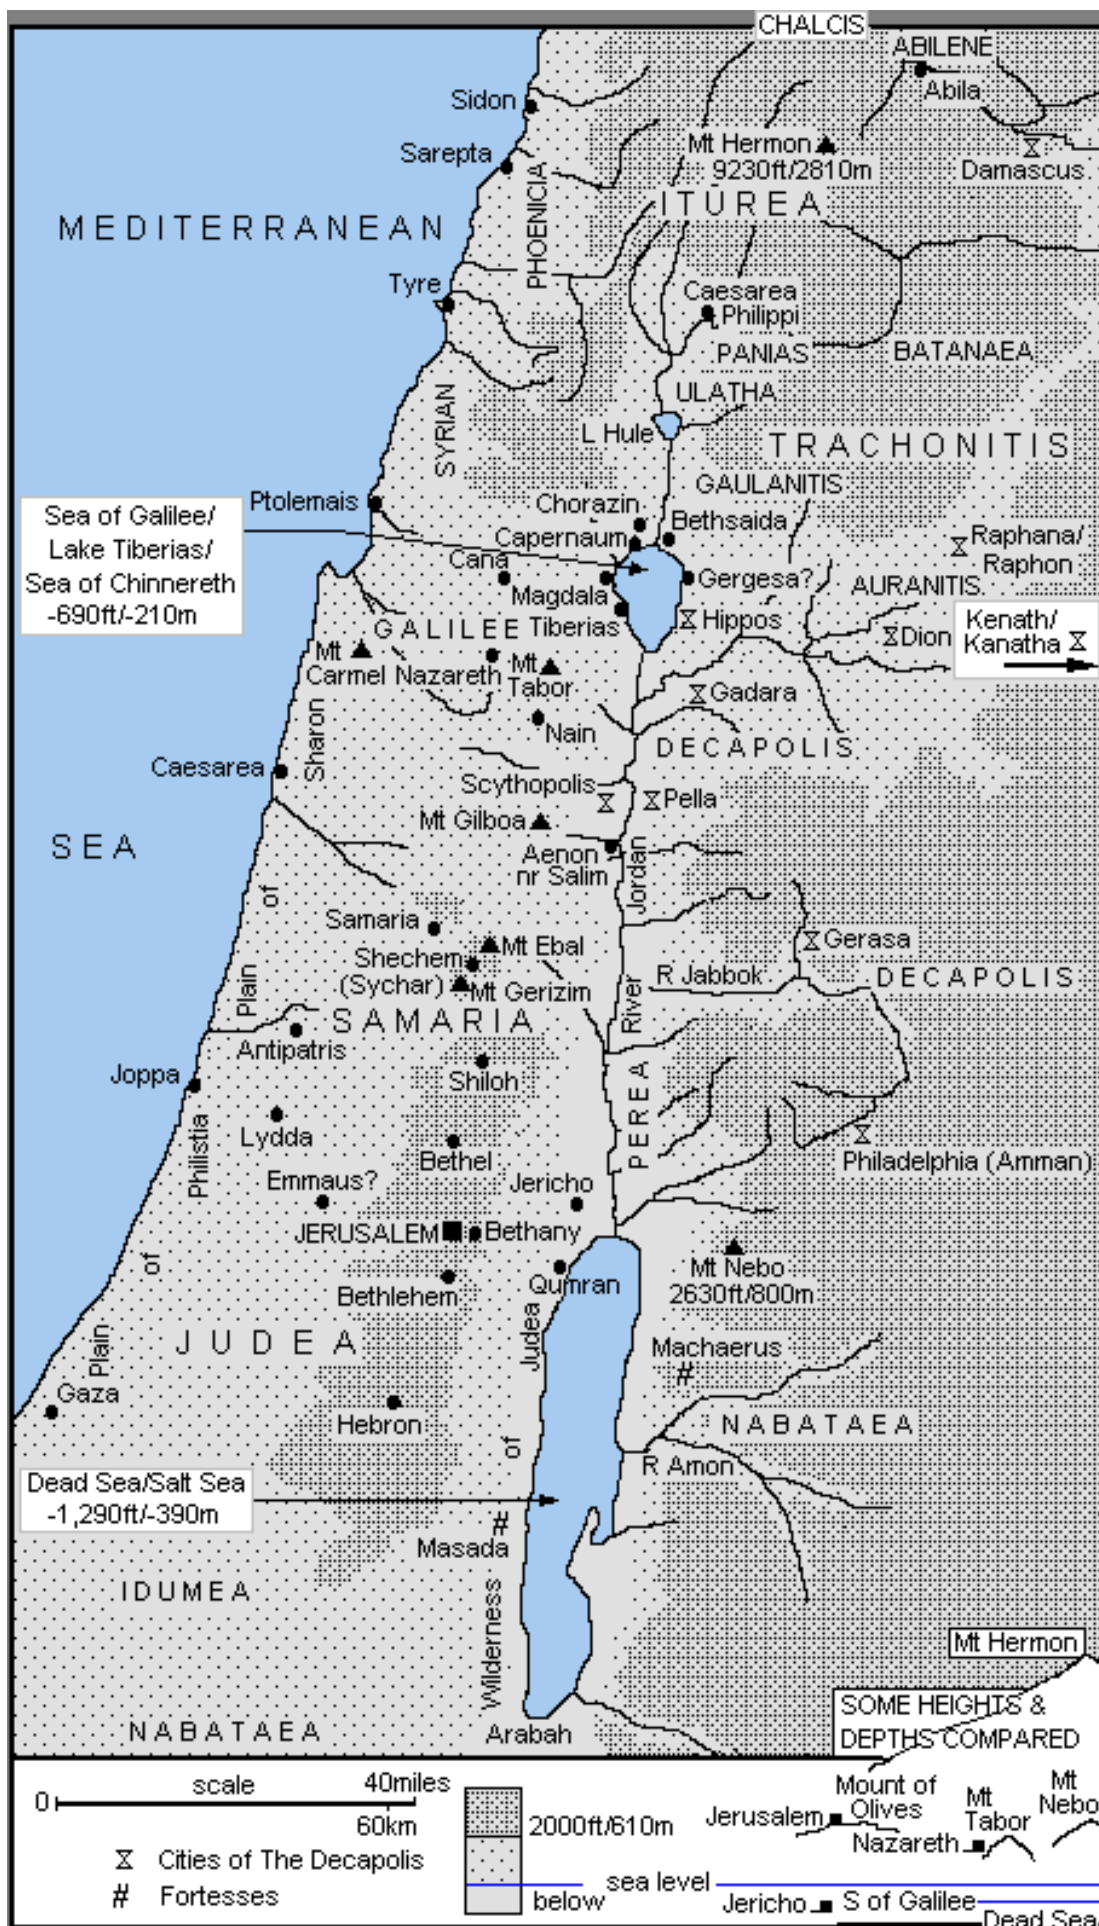 CHALCIS
ABILENE
Abila
Sidon
Mt Hermon
9230ft/2810m
Damascus
Sarepta
ITUREA
MEDITERRANEAN
PHOENICIA
Tyre
Caesarea
Philippi
PANIAS
BATANAEA
ULATHA
SYRIAN
L Hule
TRACHONITIS
GAULANITIS
Ptolemais
Chorazin
Bethsaida
Sea of Galilee/
Lake Tiberias/
Sea of Chinnereth
-690ft/-210m
Capernaum
Raphana/
Raphon
Cana
Magdala
Gergesa?
AURANITIS
GALILEE
Tiberias
Hippos
Dion
Kenath/
Kanatha
Mt
Carmel
Nazareth
Mt
Tabor
Gadara
Nain
DECAPOLIS
Sharon
Caesarea
Scythopolis
Pella
SEA
Mt Gilboa
Aenon
nr Salim
Jordan
of
Samaria
Mt Ebal
Shechem
(Sychar)
Mt Gerizim
Gerasa
R Jabbok
DECAPOLIS
Plain
River
SAMARIA
Antipatris
Joppa
Shiloh
PEREA
Lydda
Philistia
Bethel
Philadelphia (Amman)
Emmaus?
Jericho
JERUSALEM
Bethany
of
Qumran
Mt Nebo
2630ft/800m
Bethlehem
JUDEA
Judea
Plain
Machaerus
#
Gaza
Hebron
NABATAEA
of
R Arnon
Dead Sea/Salt Sea
-1,290ft/-390m
#
Masada
IDUMEA
Wilderness
Mt Hermon
NABATAEA
Arabah
SOME HEIGHTS &
DEPTHS COMPARED
scale
40miles
0
60km
2000ft/610m
Mount of
Olives
Jerusalem
Mt
Tabor
Mt
Nebo
Nazareth
Cities of The Decapolis
# Fortesses
sea level
below
Jericho
S of Galilee
Dead Sea